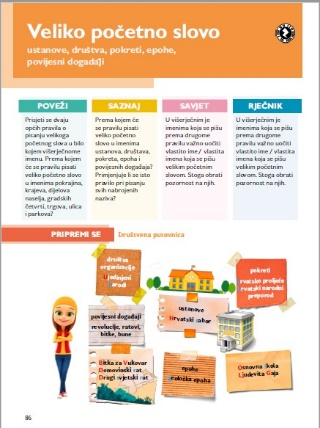 Veliko početno slovo
ustanove, društva, pokreti, epohe,
povijesni događaji
POVEŽI
Prisjeti se dvaju
općih pravila o
pisanju velikoga
početnog slova u bilo
kojem višerječnome
imenu. Prema kojem
će se pravilu pisati
veliko početno slovo
u imenima pokrajina,
krajeva, dijelova
naselja, gradskih
četvrti, trgova, ulica
i parkova?
SAZNAJ
Prema kojem će
se pravilu pisati
veliko početno
slovo u imenima
ustanova, društava,
pokreta, epoha i
povijesnih događaja?
Primjenjuje li se isto
pravilo pri pisanju
svih nabrojenih
naziva?
SAVJET
U višerječnim je
imenima koja se pišu
prema drugome
pravilu važno uočiti
vlastito ime / vlastita
imena koja se pišu
velikim početnim
slovom. Stoga obrati
pozornost na njih.
RJEČNIK
U višerječnim je
imenima koja se pišu
prema drugome
pravilu važno uočiti
vlastito ime / vlastita
imena koja se pišu
velikim početnim
slovom. Stoga obrati
pozornost na njih.
PRIPREMI SE
Društvena pusovnica
društva
organizacije
Ujedinjeni
narodi
ustanove
Hrvatski sabor
pokreti
Hrvatsko proljeće
Hrvatski narodni
preporod
povijesni događaji
revolucije, ratovi,
bitke, bune
Bitka za Vukovar
Domovinski rat
Drugi svjetski rat
epohe
Osnovna škola
Ljudevita Gaja
86